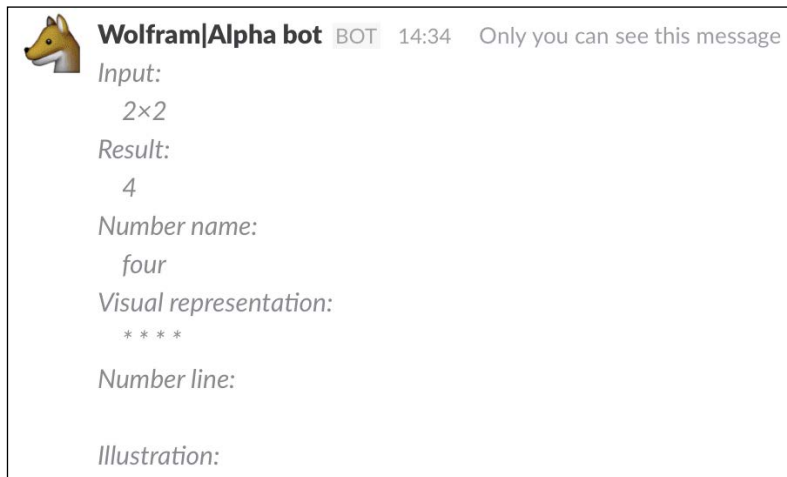 Wolfram|Alpha bot BOT 14:34 Only you can see this message
Input:
2×2
Result:
4
Number name:
four
Visual representation:
* * * *
Number line:
Illustration: